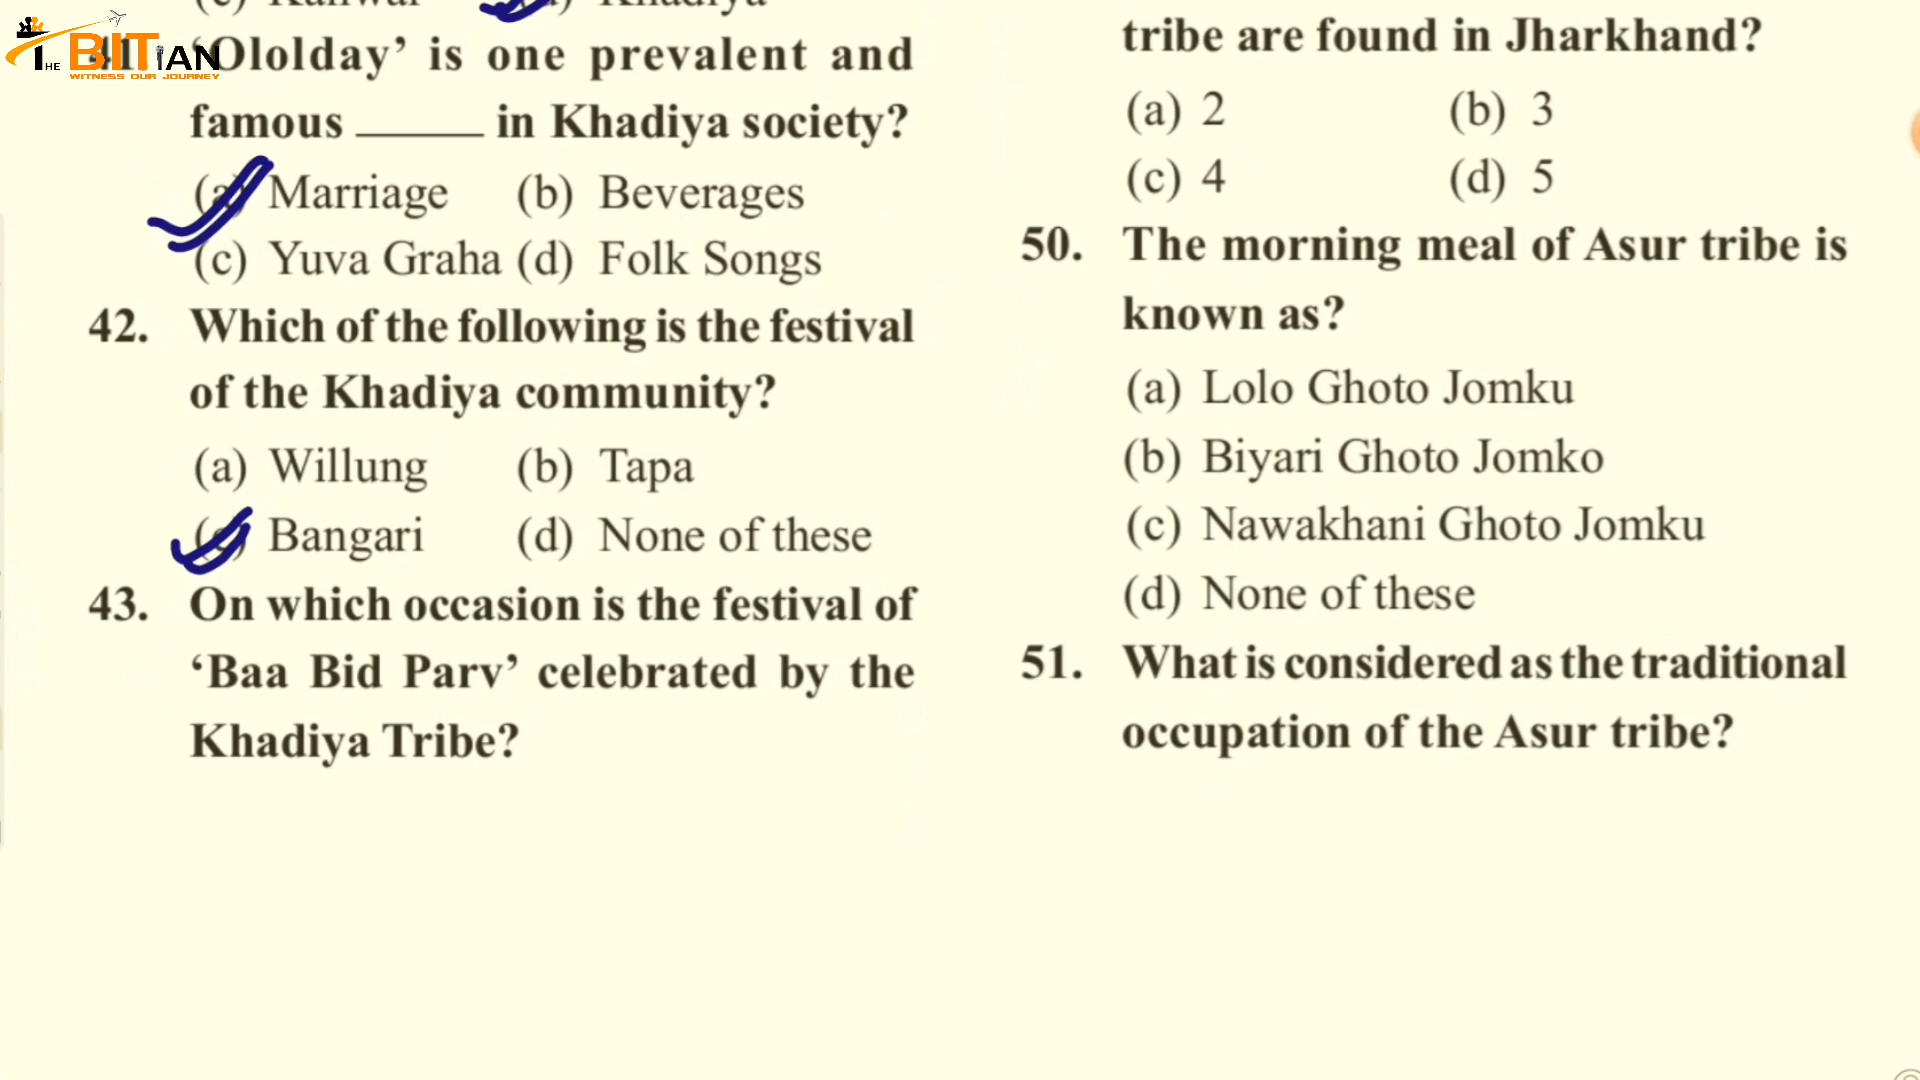 THE BITIAN
WITNESS OUR JOURNEY
41. ‘Ololday’ is one prevalent and
famous _____ in Khadiya society?
(a) Marriage (b) Beverages
(c) Yuva Graha (d) Folk Songs
42. Which of the following is the festival
of the Khadiya community?
(a) Willung (b) Tapa
(c) Bangari (d) None of these
43. On which occasion is the festival of
‘Baa Bid Parv’ celebrated by the
Khadiya Tribe?
tribe are found in Jharkhand?
(a) 2 (b) 3
(c) 4 (d) 5
50. The morning meal of Asur tribe is
known as?
(a) Lolo Ghoto Jomku
(b) Biyari Ghoto Jomko
(c) Nawakhani Ghoto Jomku
(d) None of these
51. What is considered as the traditional
occupation of the Asur tribe?